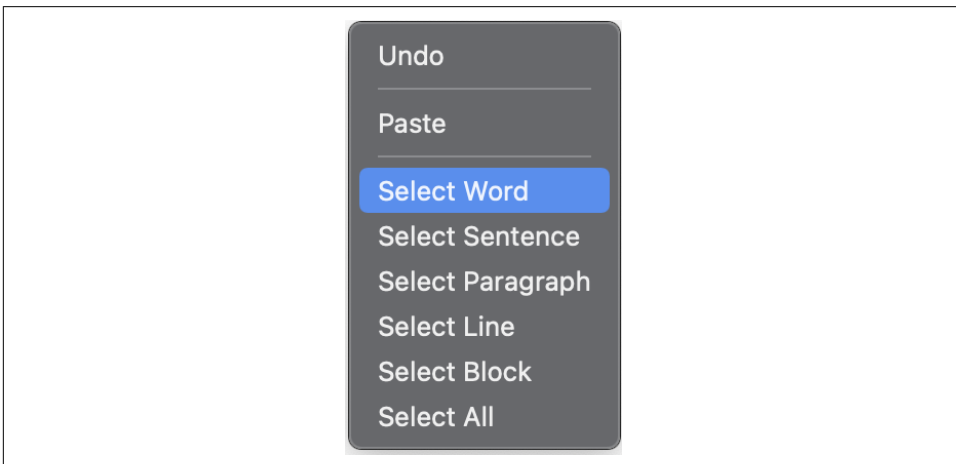 Undo
Paste
Select Word
Select Sentence
Select Paragraph
Select Line
Select Block
Select All